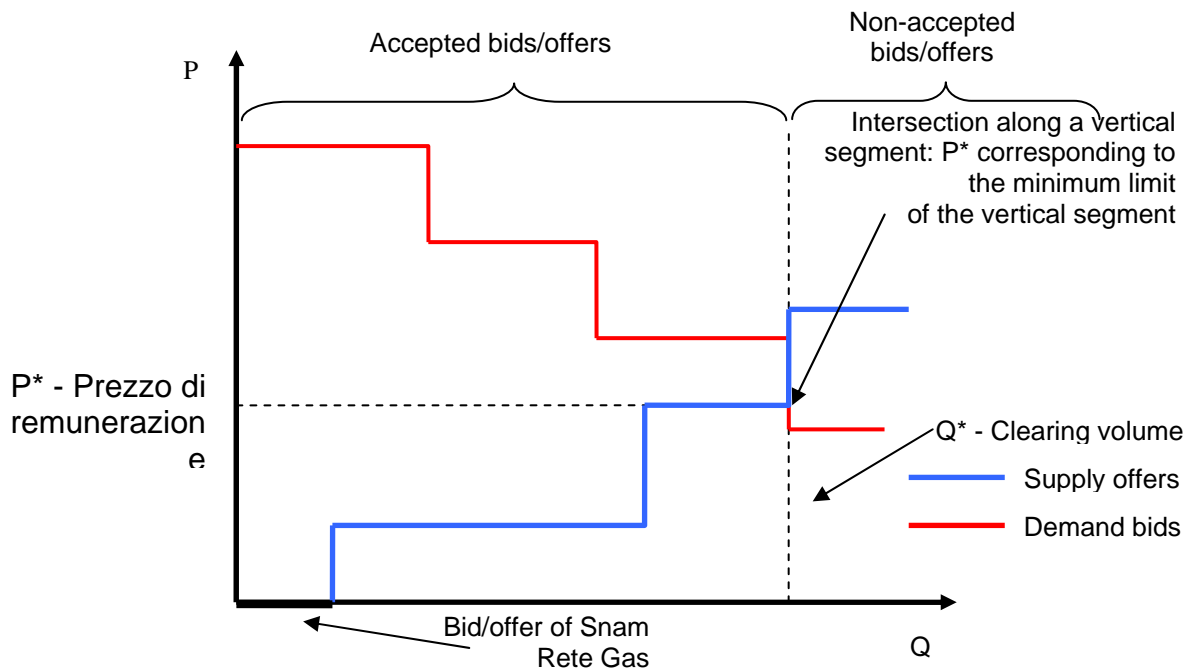 Accepted bids/offers
Non-accepted
bids/offers
P
Intersection along a vertical
segment: P* corresponding to
the minimum limit
of the vertical segment
P* - Prezzo di
remunerazion
e
Q* - Clearing volume
Supply offers
Demand bids
Bid/offer of Snam
Rete Gas
Q